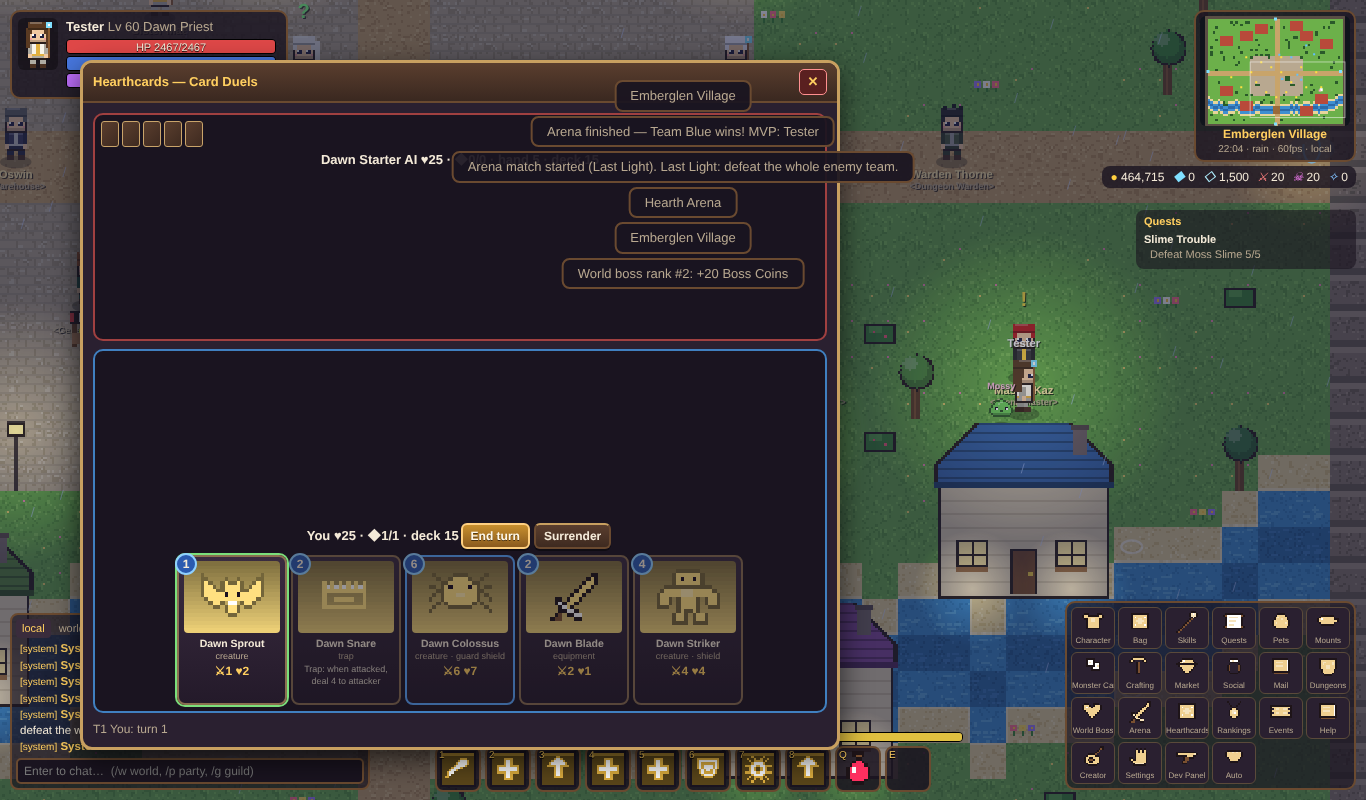 Tester Lv 60 Dawn Priest
HP 2467/2467
Hearthcards — Card Duels
✕
Emberglen Village
Arena finished — Team Blue wins! MVP: Tester
Dawn Starter AI ♥25 ·
Arena match started (Last Light). Last Light: defeat the whole enemy team.
Hearth Arena
Emberglen Village
World boss rank #2: +20 Boss Coins
You ♥25 · ◆1/1 · deck 15
End turn
Surrender
1
Dawn Sprout
creature
⚔1 ♥2
2
Dawn Snare
trap
Trap: when attacked,
deal 4 to attacker
6
Dawn Colossus
creature · guard shield
⚔6 ♥7
2
Dawn Blade
equipment
⚔2 ♥1
4
Dawn Striker
creature · shield
⚔4 ♥4
T1 You: turn 1
Oswin
Warden Thorne
<Dungeon Warden>
Emberglen Village
22:04 · rain · 60fps · local
464,715 0 1,500 20 20 0
Quests
Slime Trouble
Defeat Moss Slime 5/5
!
Tester
Mossy
Kaz
local
[system] Sys
[system] Sys
[system] Sys
[system] Sys
[system] Sys
defeat the w
[system] Sys
Enter to chat… (/w world, /p party, /g guild)
1 2 3 4 5 6 7 8 Q E
Character Bag Skills Quests Pets Mounts
Monster Ca Crafting Market Social Mail Dungeons
World Boss Arena Hearthcards Rankings Events Help
Creator Settings Dev Panel Auto